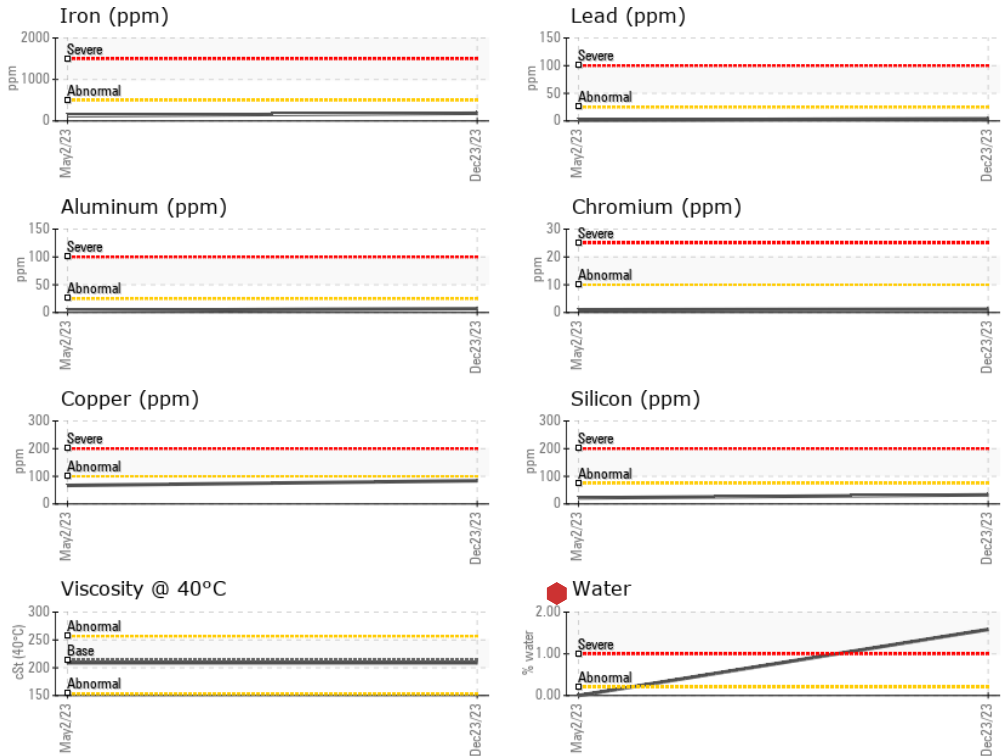 Iron (ppm)
2000
1000
0
ppm
Severe
Abnormal
May2/23
Dec23/23
Lead (ppm)
150
100
50
0
ppm
Severe
Abnormal
May2/23
Dec23/23
Aluminum (ppm)
150
100
50
0
ppm
Severe
Abnormal
May2/23
Dec23/23
Chromium (ppm)
30
20
10
0
ppm
Severe
Abnormal
May2/23
Dec23/23
Copper (ppm)
300
200
100
0
ppm
Severe
Abnormal
May2/23
Dec23/23
Silicon (ppm)
300
200
100
0
ppm
Severe
Abnormal
May2/23
Dec23/23
Viscosity @ 40°C
300
250
200
150
cSt (40°C)
Abnormal
Base
Abnormal
May2/23
Dec23/23
Water
2.00
1.00
0.00
% water
Severe
Abnormal
May2/23
Dec23/23